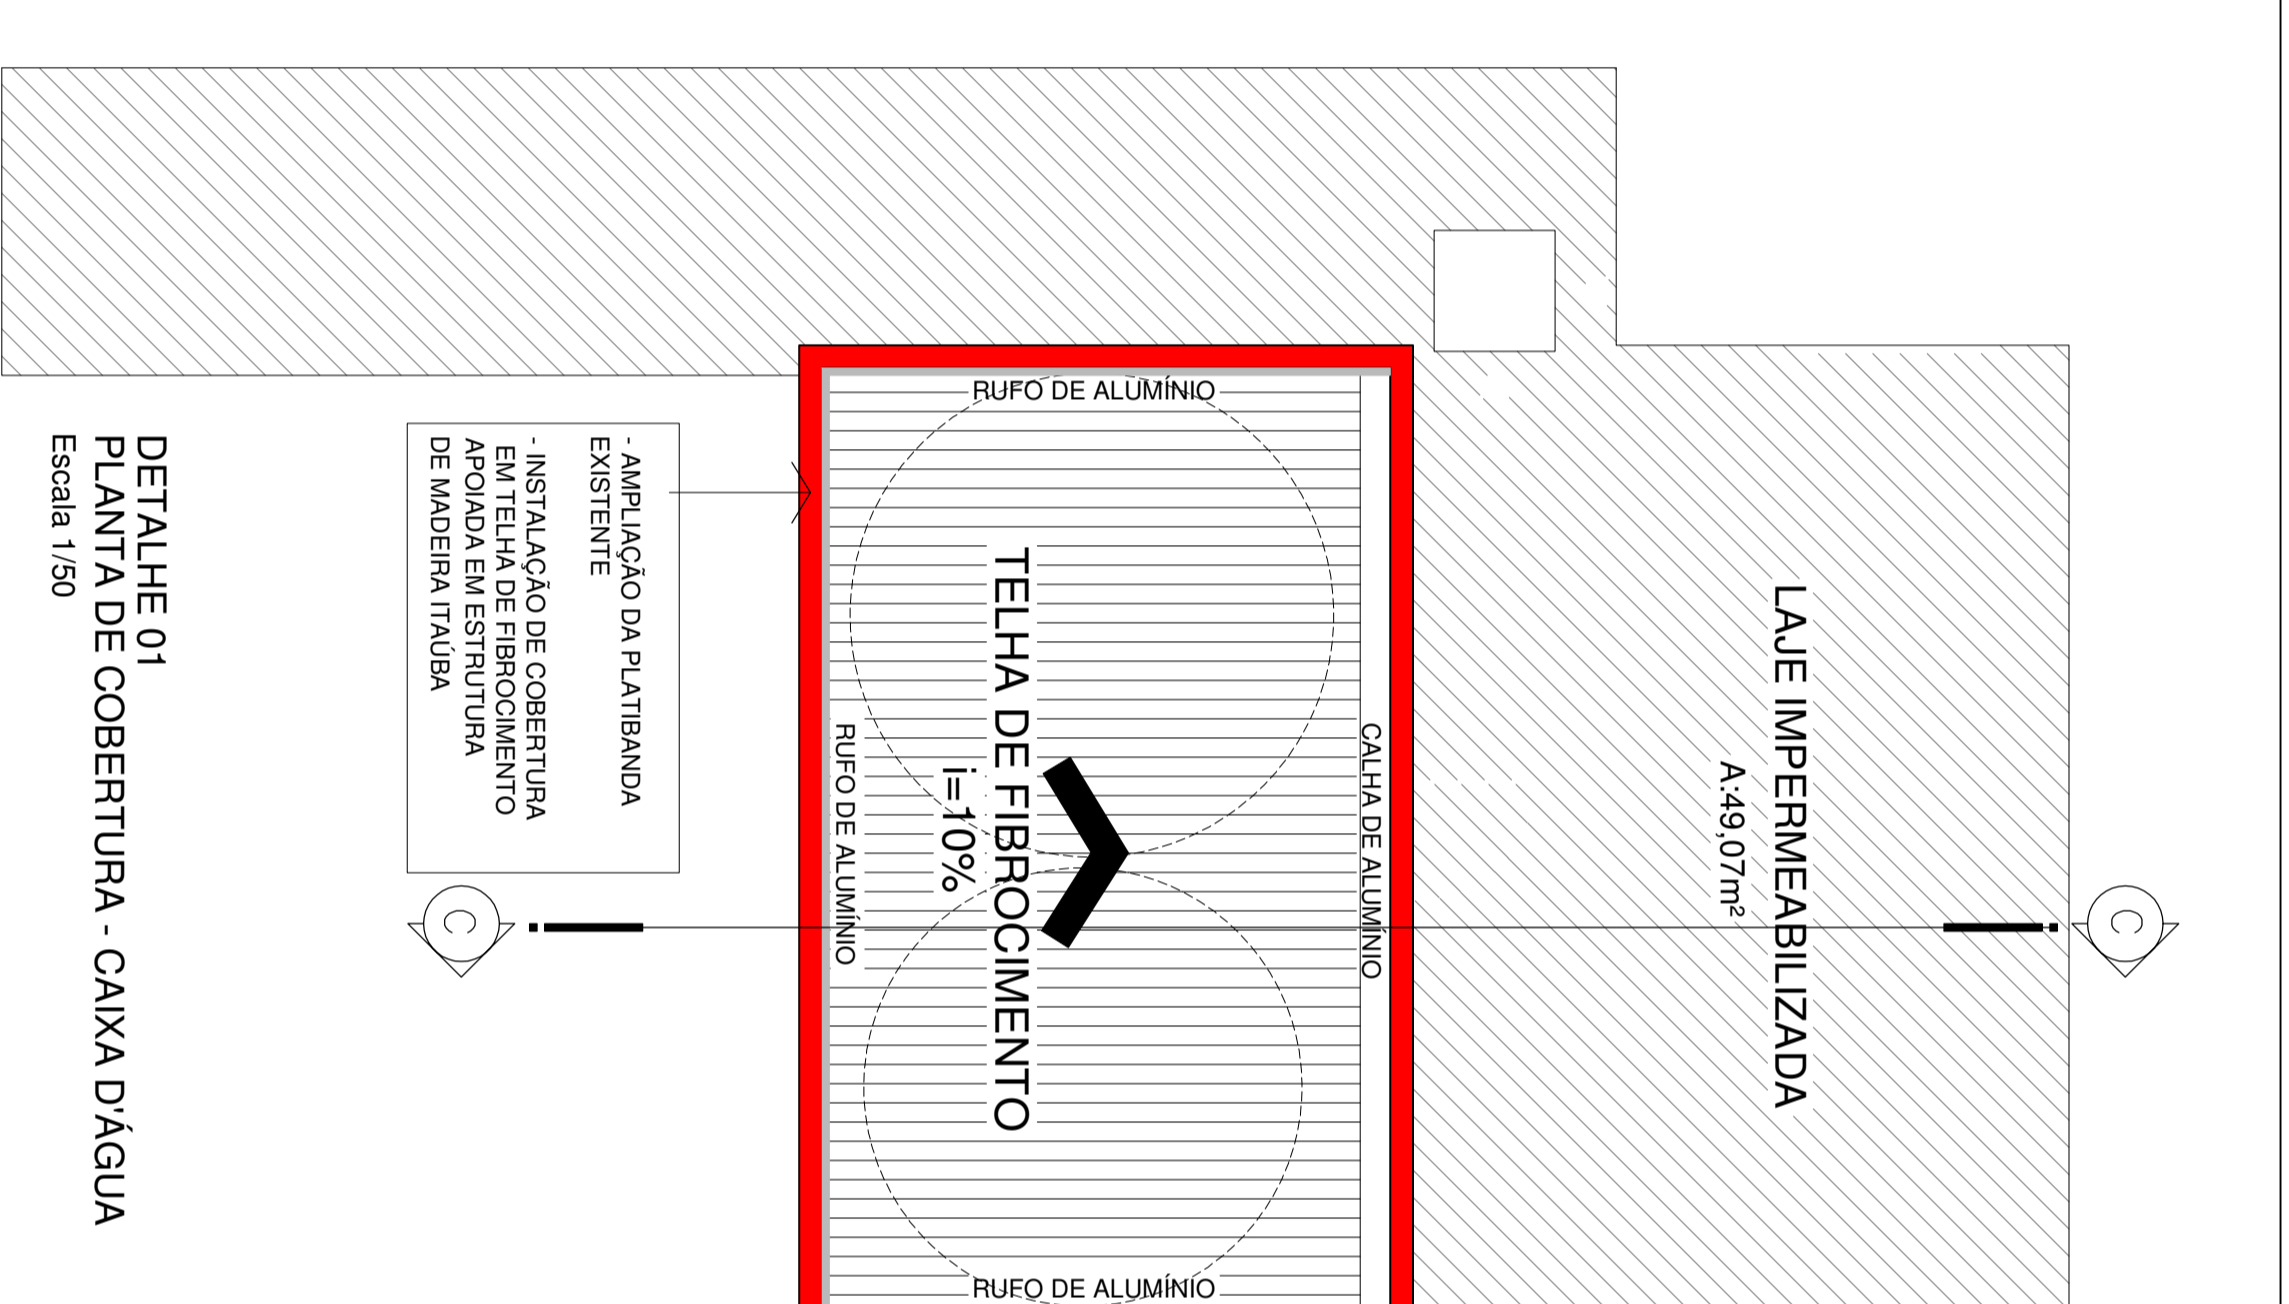 RUFO DE ALUMÍNIO
LAJE IMPERMEABILIZADA
A:49,07m²
CALHA DE ALUMÍNIO
TELHA DE FIBROCIMENTO
i=10%
RUFO DE ALUMÍNIO
- AMPLIAÇÃO DA PLATIBANDA
EXISTENTE
- INSTALAÇÃO DE COBERTURA
EM TELHA DE FIBROCIMENTO
APOIADA EM ESTRUTURA
DE MADEIRA ITAÚBA
C
C
RUFO DE ALUMÍNIO
DETALHE 01
PLANTA DE COBERTURA - CAIXA D'ÁGUA
Escala 1/50